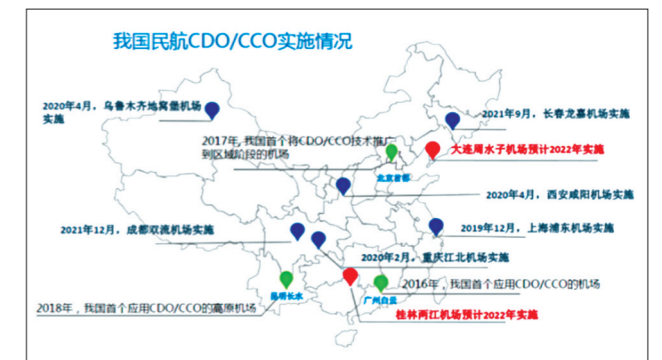 我国民航CDO/CCO实施情况
2020年4月，乌鲁木齐地窝堡机场
实施
2021年9月，长春龙嘉机场实施
2017年，我国首个将CDO/CCO技术推广
到区域阶段的机场
大连周水子机场预计2022年实施
北京首都
2020年4月，西安咸阳机场实施
2021年12月，成都双流机场实施
2019年12月，上海浦东机场实施
2020年2月，重庆江北机场实施
2016年，我国首个应用CDO/CCO的机场
昆明长水
广州白云
2018年，我国首个应用CDO/CCO的高原机场
桂林两江机场预计2022年实施